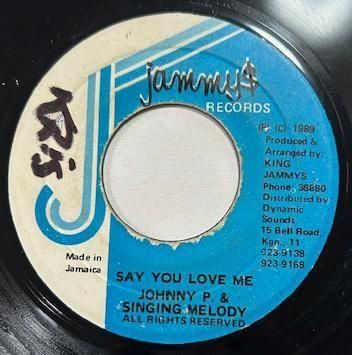 jammy$
RECORDS
Kris
(P) (C) 1989
Produced &
Arranged by:
KING
JAMMYS
Phone: 38880
Distributed by
Dynamic
Sounds
15 Bell Road,
Kgn., 11
923-9138
923-9168
Made in
Jamaica
SAY YOU LOVE ME
JOHNNY P. &
SINGING MELODY
ALL RIGHTS RESERVED